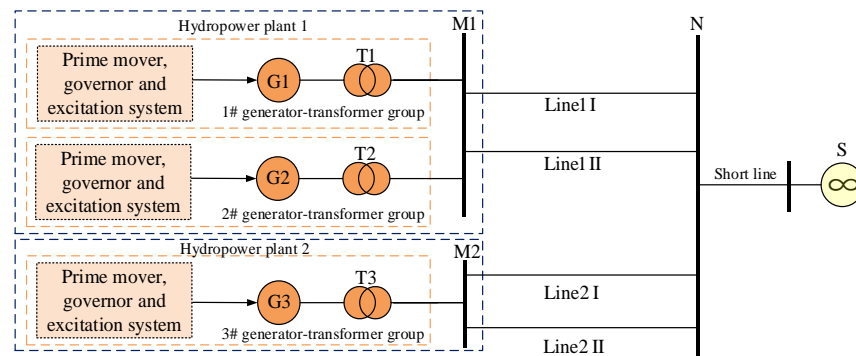 Hydropower plant 1
M1
N
Prime mover,
governor and
excitation system
G1
T1
1# generator-transformer group
Line1 I
Prime mover,
governor and
excitation system
G2
T2
2# generator-transformer group
Line1 II
Short line
S
∞
Hydropower plant 2
M2
Prime mover,
governor and
excitation system
G3
T3
3# generator-transformer group
Line2 I
Line2 II